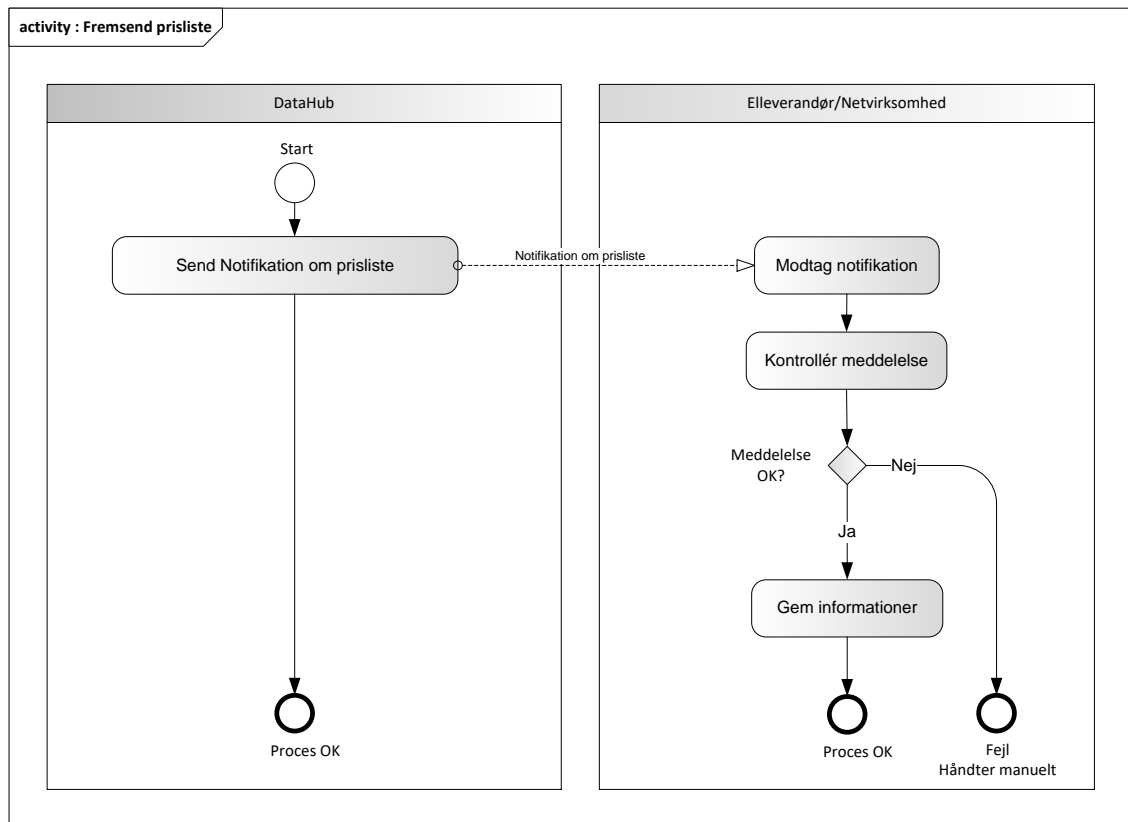 activity : Fremsend prisliste
DataHub
Elleverandør/Netvirksomhed
Start
Send Notifikation om prisliste
Notifikation om prisliste
Modtag notifikation
Kontrollér meddelelse
Meddelelse
OK?
Nej
Ja
Gem informationer
Proces OK
Proces OK
Fejl
Håndter manuelt